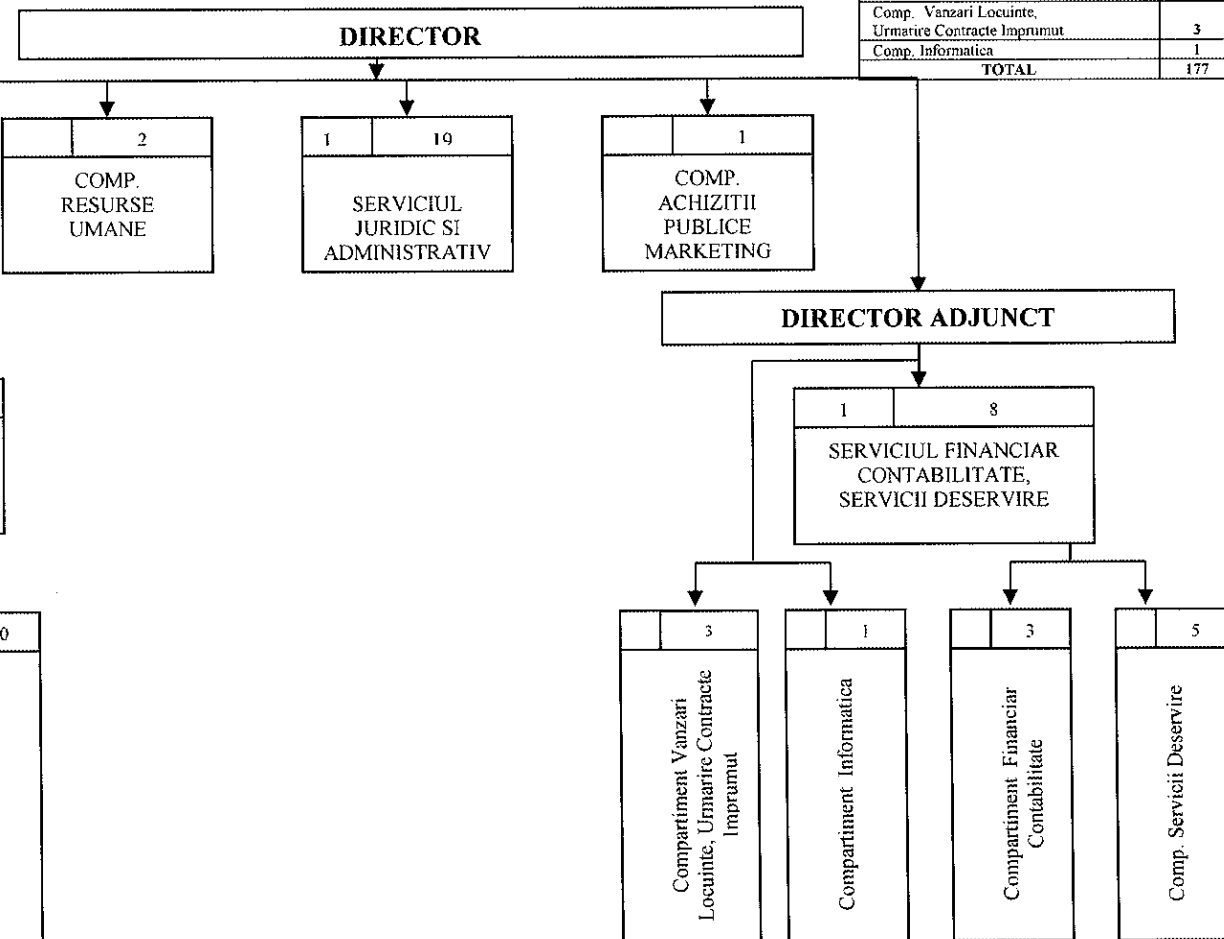 Comp. Vanzari Locuinte,
Urmatire Contracte Imprumut 3
Comp. Informatica 1
TOTAL 177
DIRECTOR
2
COMP.
RESURSE
UMANE
1 19
SERVICIUL
JURIDIC SI
ADMINISTRATIV
1
COMP.
ACHIZITII
PUBLICE
MARKETING
DIRECTOR ADJUNCT
1 8
SERVICIUL FINANCIAR
CONTABILITATE,
SERVICII DESERVIRE
0
3
Compartiment Vanzari
Locuinte, Urmarire Contracte
Imprumut
1
Compartiment Informatica
3
Compartiment Financiar
Contabilitate
5
Comp. Servicii Deservire